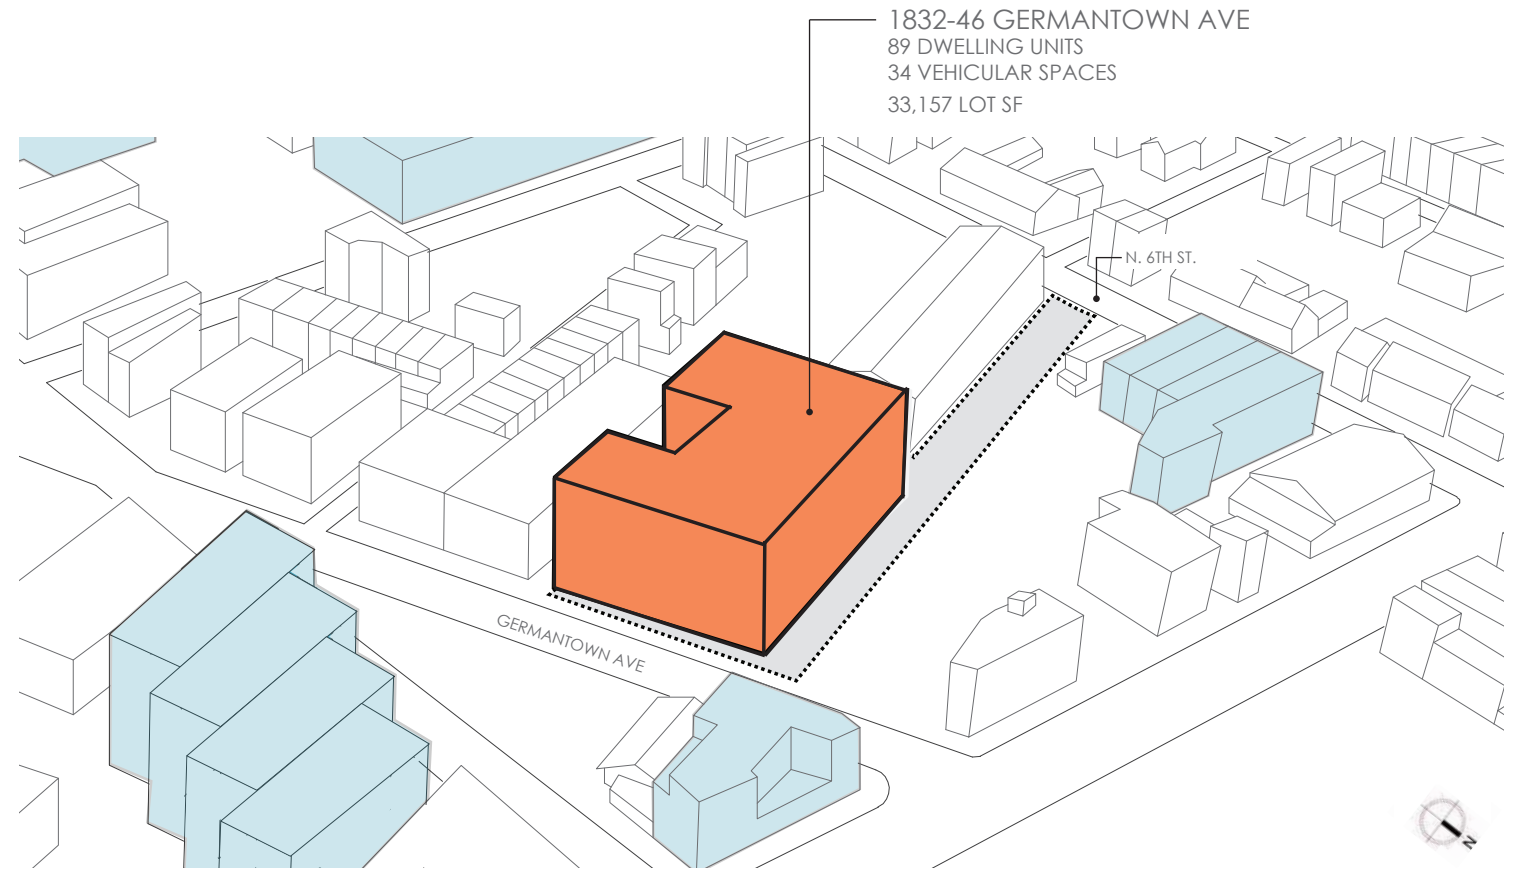 1832-46 GERMANTOWN AVE
89 DWELLING UNITS
34 VEHICULAR SPACES
33,157 LOT SF
N. 6TH ST.
GERMANTOWN AVE
N